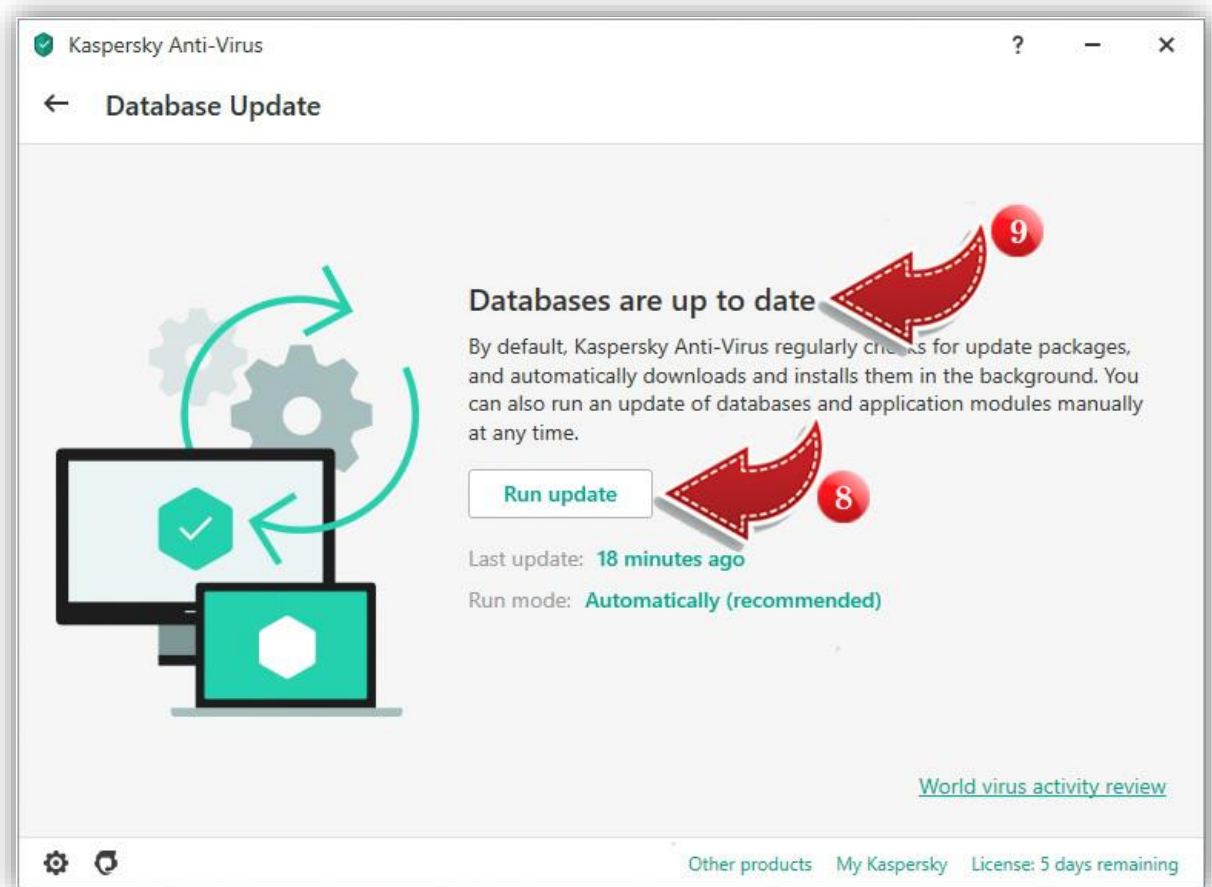 Kaspersky Anti-Virus ?
Database Update
9
Databases are up to date
By default, Kaspersky Anti-Virus regularly checks for update packages,
and automatically downloads and installs them in the background. You
can also run an update of databases and application modules manually
at any time.
Run update
8
Last update: 18 minutes ago
Run mode: Automatically (recommended)
World virus activity review
Other products My Kaspersky License: 5 days remaining